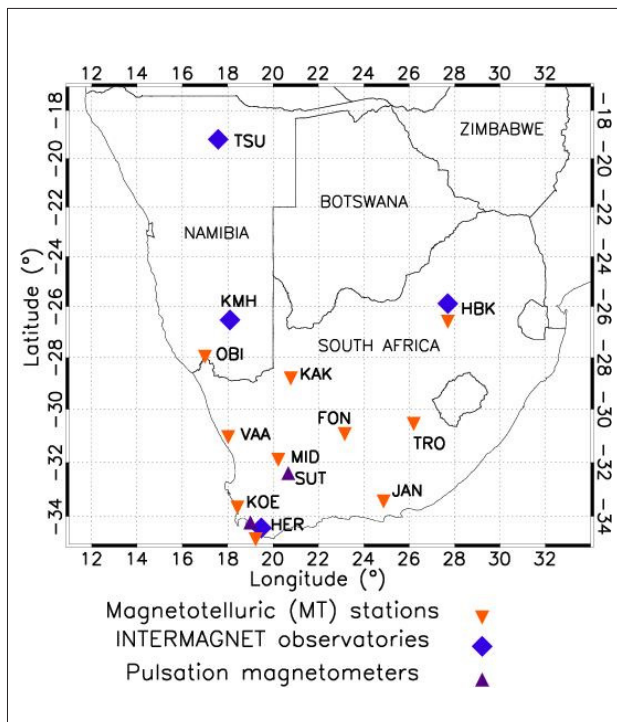 12 14 16 18 20 22 24 26 28 30 32
-18 -18
ZIMBABWE
TSU
-20 -20
BOTSWANA
-22 -22
NAMIBIA
-24 -24
KMH
HBK
-26 -26
SOUTH AFRICA
OBI
-28 -28
KAK
FON
-30 -30
VAA
TRO
MID
-32 -32
SUT
JAN
KOE
HER
-34 -34
12 14 16 18 20 22 24 26 28 30 32
Latitude (°)
Longitude (°)
Magnetotelluric (MT) stations
INTERMAGNET observatories
Pulsation magnetometers